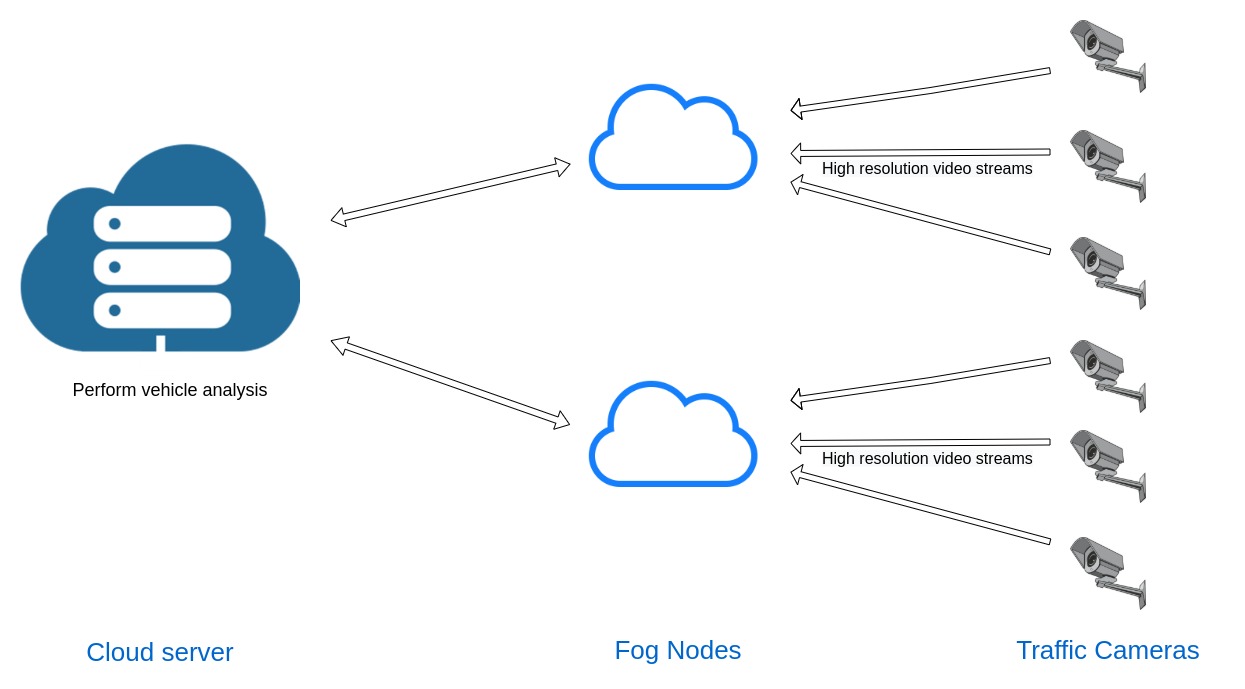 High resolution video streams
Perform vehicle analysis
High resolution video streams
Cloud server
Fog Nodes
Traffic Cameras